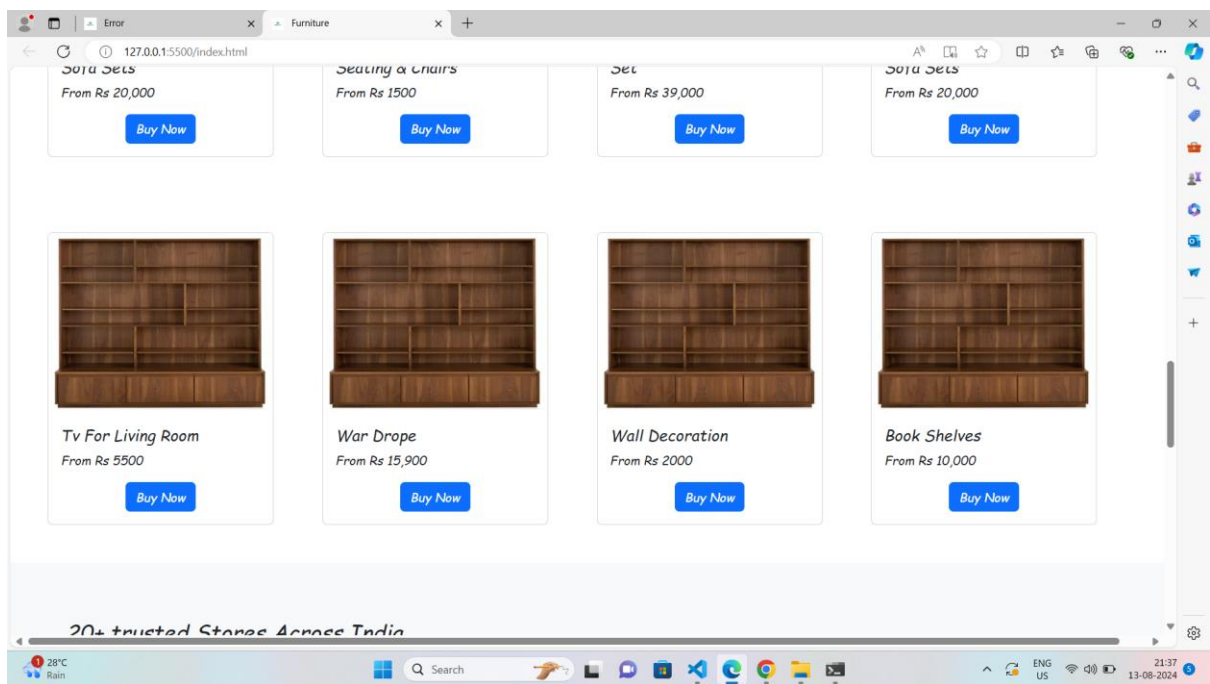 Error
Furniture
127.0.0.1:5500/index.html
Sofa Sets
Seating & Chairs
Set
Sofa Sets
From Rs 20,000
From Rs 1500
From Rs 39,000
From Rs 20,000
Buy Now
Buy Now
Buy Now
Buy Now
Tv For Living Room
War Drope
Wall Decoration
Book Shelves
From Rs 5500
From Rs 15,900
From Rs 2000
From Rs 10,000
Buy Now
Buy Now
Buy Now
Buy Now
20+ trusted Stores Across India
1
28°C
Rain
Search
ENG
US
21:37
13-08-2024
5